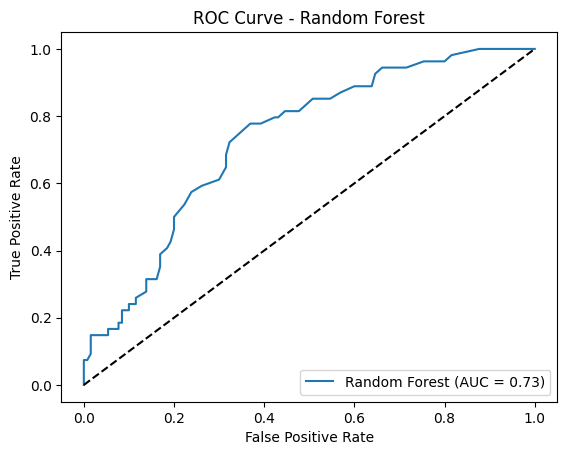 ROC Curve - Random Forest
True Positive Rate
1.0
0.8
0.6
0.4
0.2
0.0
0.0 0.2 0.4 0.6 0.8 1.0
False Positive Rate
Random Forest (AUC = 0.73)